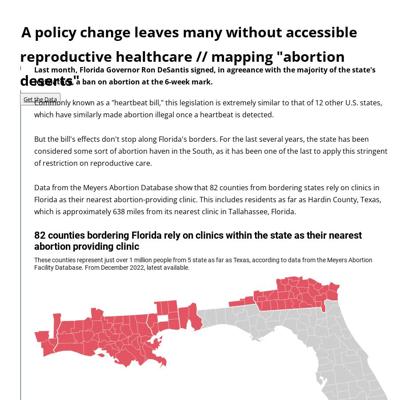 A policy change leaves many without accessible
reproductive healthcare // mapping "abortion
deserts"
Last month, Florida Governor Ron DeSantis signed, in agreeance with the majority of the state's
a ban on abortion at the 6-week mark.
Get the Data
Commonly known as a "heartbeat bill," this legislation is extremely similar to that of 12 other U.S. states,
which have similarly made abortion illegal once a heartbeat is detected.
But the bill's effects don't stop along Florida's borders. For the last several years, the state has been
considered some sort of abortion haven in the South, as it has been one of the last to apply this stringent
of restriction on reproductive care.
Data from the Meyers Abortion Database show that 82 counties from bordering states rely on clinics in
Florida as their nearest abortion-providing clinic. This includes residents as far as Hardin County, Texas,
which is approximately 638 miles from its nearest clinic in Tallahassee, Florida.
82 counties bordering Florida rely on clinics within the state as their nearest
abortion providing clinic
These counties represent just over 1 million people from 5 state as far as Texas, according to data from the Meyers Abortion
Facility Database. From December 2022, latest available.